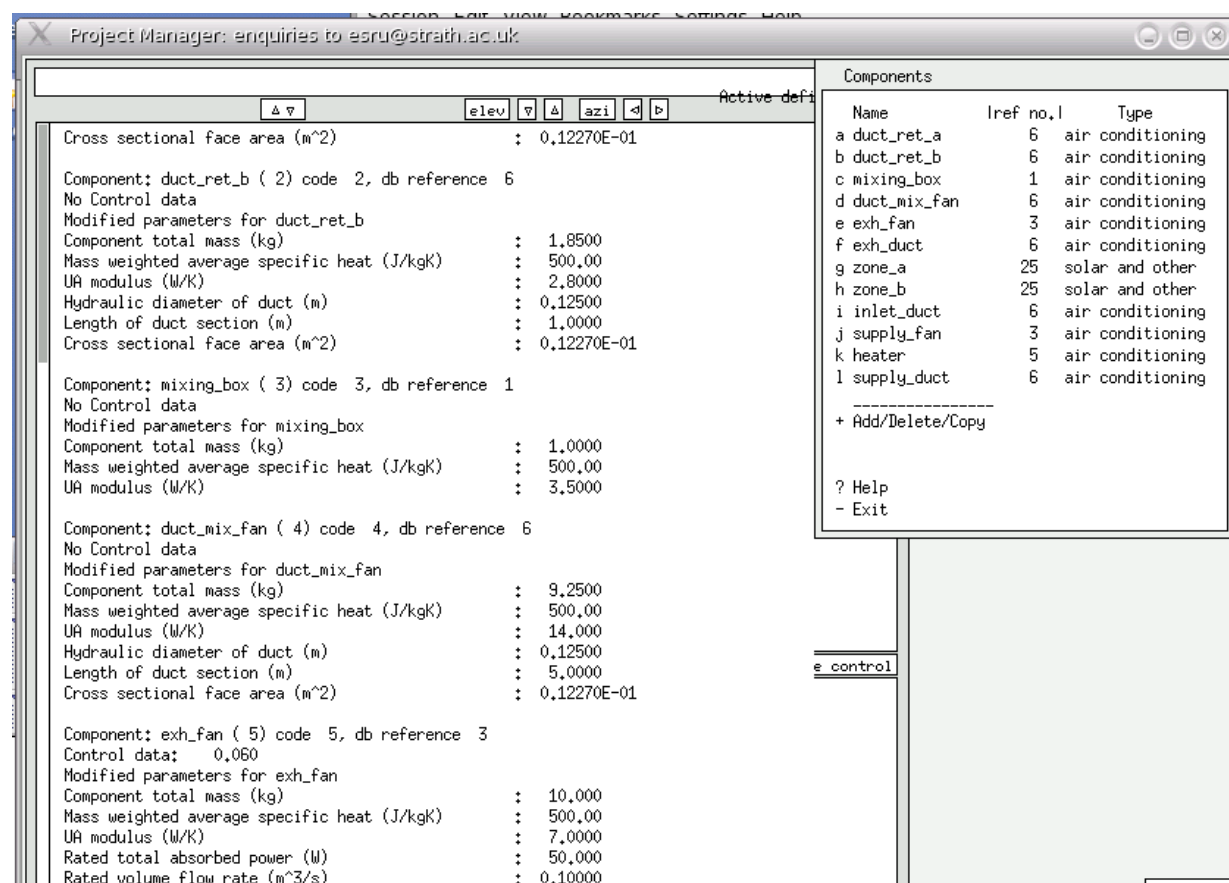 Session Edit View Bookmarks Settings Help
Project Manager: enquiries to esru@strath.ac.uk
Active defi
elev azi
Cross sectional face area (m^2) : 0.12270E-01
Component: duct_ret_b ( 2) code 2, db reference 6
No Control data
Modified parameters for duct_ret_b
Component total mass (kg) : 1.8500
Mass weighted average specific heat (J/kgK) : 500.00
UA modulus (W/K) : 2.8000
Hydraulic diameter of duct (m) : 0.12500
Length of duct section (m) : 1.0000
Cross sectional face area (m^2) : 0.12270E-01
Component: mixing_box ( 3) code 3, db reference 1
No Control data
Modified parameters for mixing_box
Component total mass (kg) : 1.0000
Mass weighted average specific heat (J/kgK) : 500.00
UA modulus (W/K) : 3.5000
Component: duct_mix_fan ( 4) code 4, db reference 6
No Control data
Modified parameters for duct_mix_fan
Component total mass (kg) : 9.2500
Mass weighted average specific heat (J/kgK) : 500.00
UA modulus (W/K) : 14.000
Hydraulic diameter of duct (m) : 0.12500
Length of duct section (m) : 5.0000
Cross sectional face area (m^2) : 0.12270E-01
Component: exh_fan ( 5) code 5, db reference 3
Control data: 0.060
Modified parameters for exh_fan
Component total mass (kg) : 10.000
Mass weighted average specific heat (J/kgK) : 500.00
UA modulus (W/K) : 7.0000
Rated total absorbed power (W) : 50.000
Rated volume flow rate (m^3/s) : 0.10000
Components
Name |ref no.| Type
a duct_ret_a 6 air conditioning
b duct_ret_b 6 air conditioning
c mixing_box 1 air conditioning
d duct_mix_fan 6 air conditioning
e exh_fan 3 air conditioning
f exh_duct 6 air conditioning
g zone_a 25 solar and other
h zone_b 25 solar and other
i inlet_duct 6 air conditioning
j supply_fan 3 air conditioning
k heater 5 air conditioning
l supply_duct 6 air conditioning
+ Add/Delete/Copy
? Help
- Exit
e control